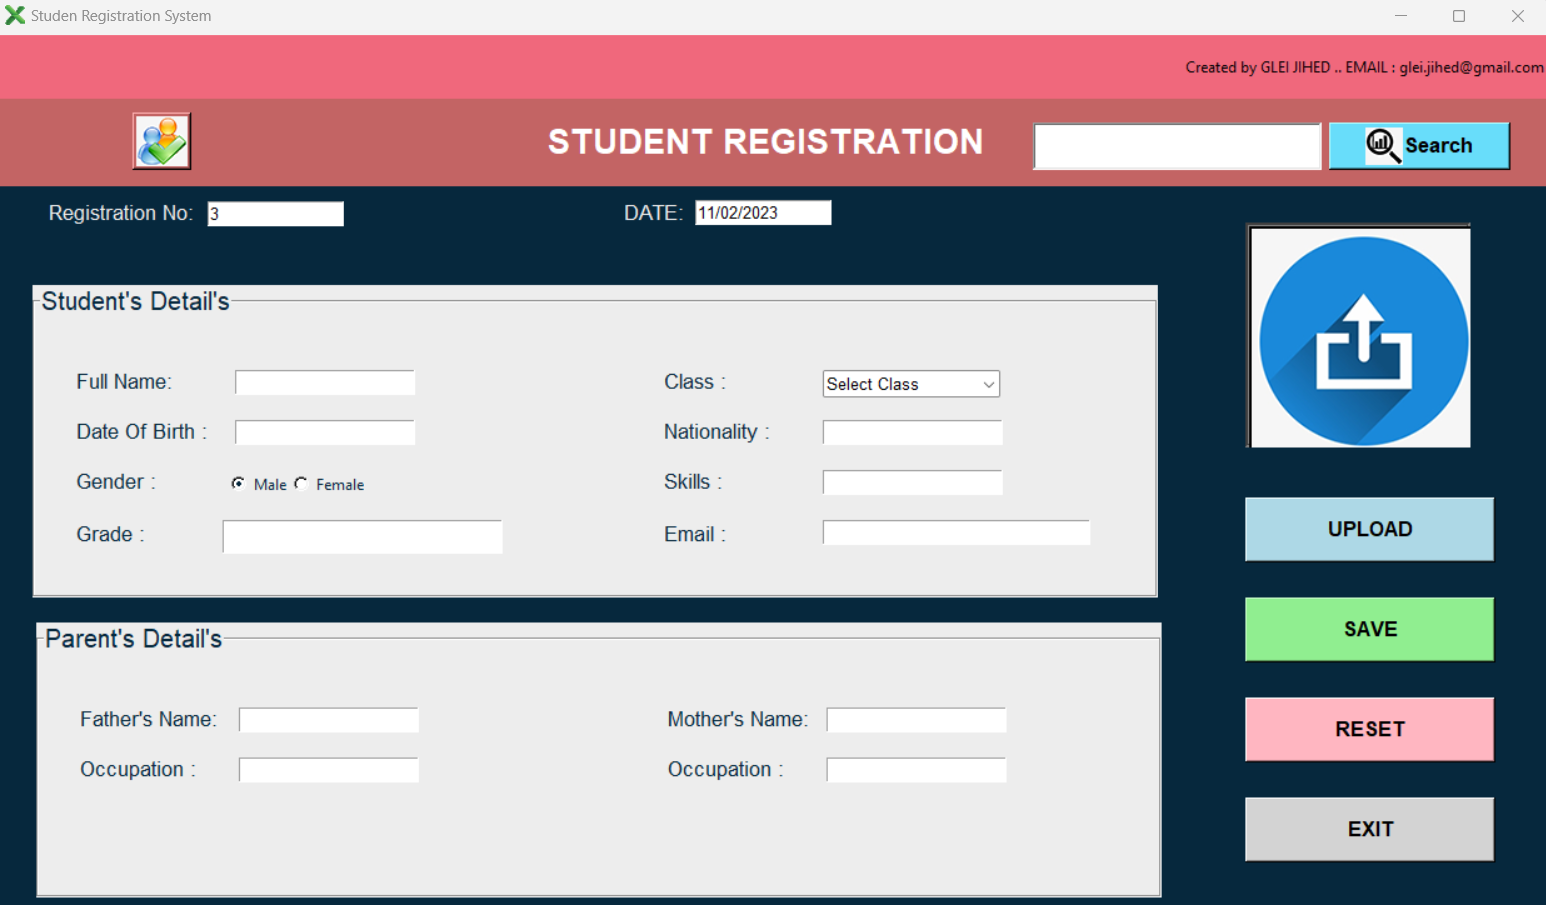 Studen Registration System
Created by GLEI JIHED .. EMAIL : glei.jihed@gmail.com
STUDENT REGISTRATION
Search
Registration No: 3
DATE: 11/02/2023
Student's Detail's
Full Name:
Class : Select Class
Date Of Birth :
Nationality :
Gender : Male Female
Skills :
Grade :
Email :
UPLOAD
SAVE
Parent's Detail's
Father's Name:
Mother's Name:
RESET
Occupation :
Occupation :
EXIT